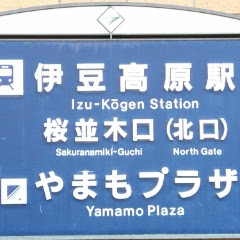 伊豆高原駅
Izu-Kōgen Station
桜並木口（北口）
Sakuranamiki-Guchi North Gate
やまもプラザ
Yamamo Plaza